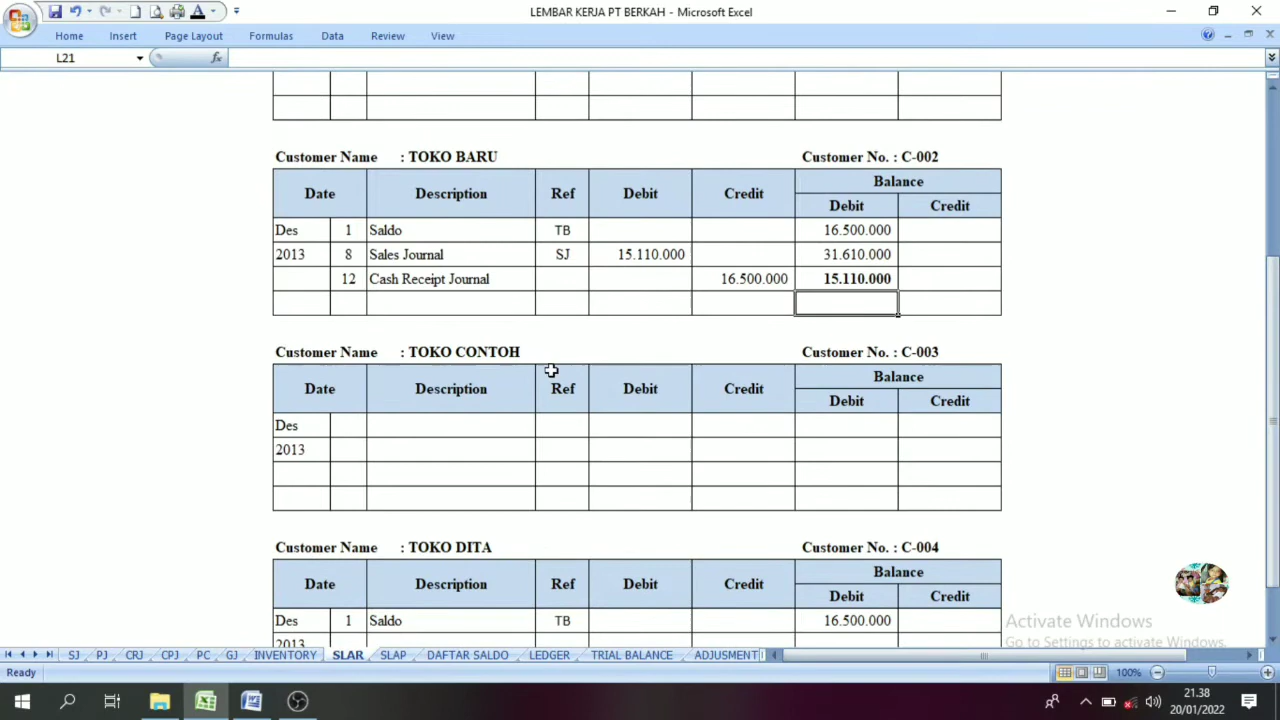 LEMBAR KERJA PT BERKAH - Microsoft Excel
Home Insert Page Layout Formulas Data Review View
L21 fx
Customer Name : TOKO BARU Customer No. : C-002
Date Description Ref Debit Credit Balance
Debit Credit
Des 1 Saldo TB 16.500.000
2013 8 Sales Journal SJ 15.110.000 31.610.000
12 Cash Receipt Journal 16.500.000 15.110.000
Customer Name : TOKO CONTOH Customer No. : C-003
Date Description Ref Debit Credit Balance
Debit Credit
Des
2013
Customer Name : TOKO DITA Customer No. : C-004
Date Description Ref Debit Credit Balance
Debit Credit
Des 1 Saldo TB 16.500.000
2013
Activate Windows
Go to Settings to activate Windows.
SJ PJ CRJ CPJ PC GJ INVENTORY SLAR SLAP DAFTAR SALDO LEDGER TRIAL BALANCE ADJUSMENT
Ready 100%
21.38
20/01/2022